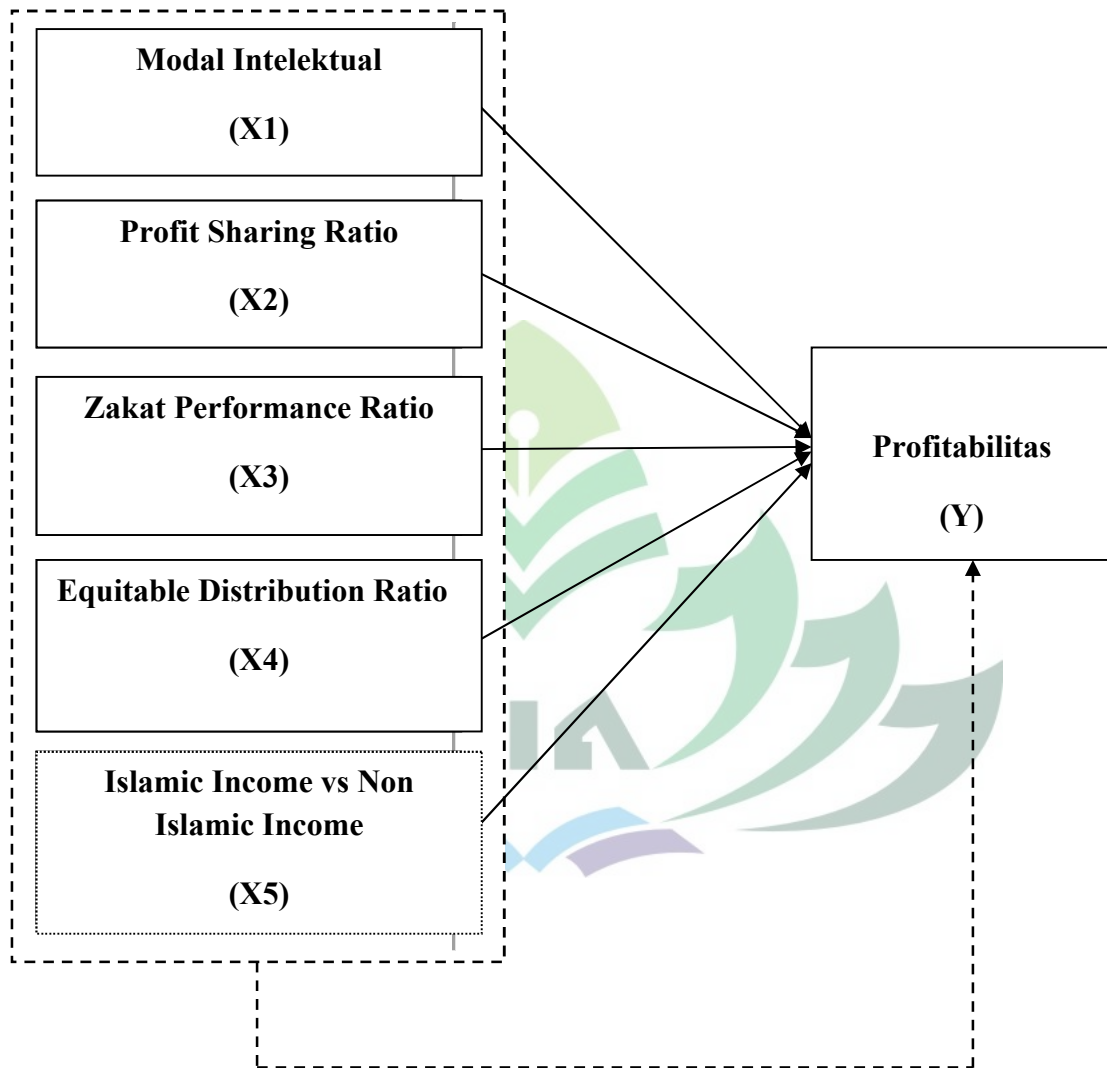 Modal Intelektual
(X1)
Profit Sharing Ratio
(X2)
Zakat Performance Ratio
(X3)
Equitable Distribution Ratio
(X4)
Islamic Income vs Non
Islamic Income
(X5)
Profitabilitas
(Y)